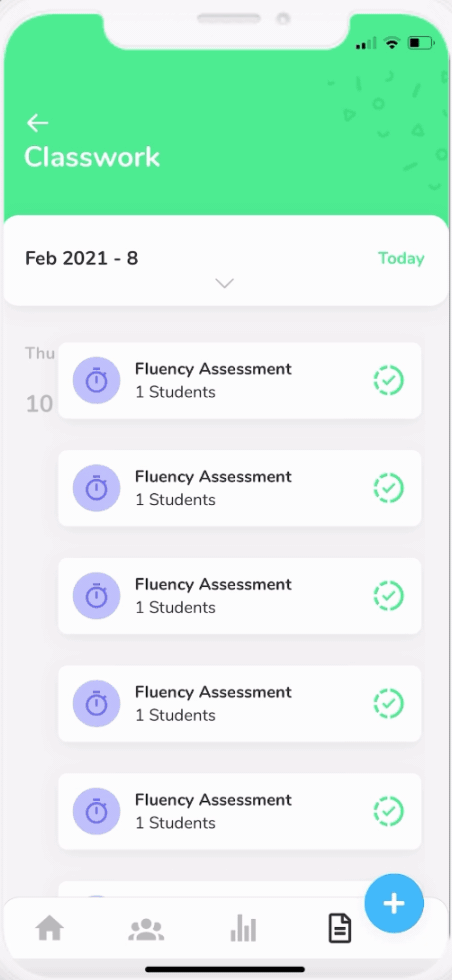 Classwork
Feb 2021 - 8
Today
Thu
10
Fluency Assessment
1 Students
Fluency Assessment
1 Students
Fluency Assessment
1 Students
Fluency Assessment
1 Students
Fluency Assessment
1 Students